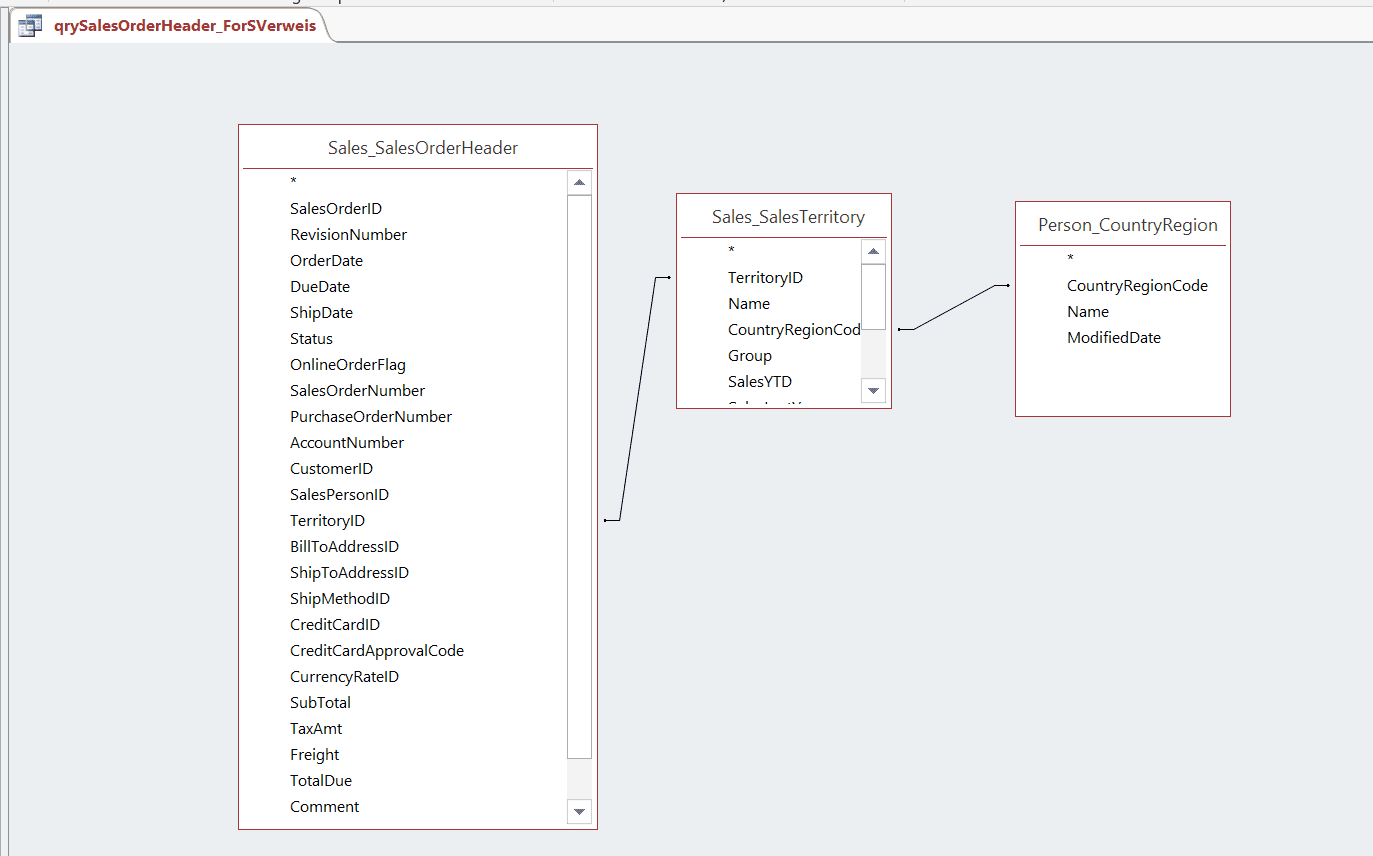 qrySalesOrderHeader_ForSVerweis
Sales_SalesOrderHeader
*
SalesOrderID
RevisionNumber
OrderDate
DueDate
ShipDate
Status
OnlineOrderFlag
SalesOrderNumber
PurchaseOrderNumber
AccountNumber
CustomerID
SalesPersonID
TerritoryID
BillToAddressID
ShipToAddressID
ShipMethodID
CreditCardID
CreditCardApprovalCode
CurrencyRateID
SubTotal
TaxAmt
Freight
TotalDue
Comment
Sales_SalesTerritory
*
TerritoryID
Name
CountryRegionCod
Group
SalesYTD
Person_CountryRegion
*
CountryRegionCode
Name
ModifiedDate